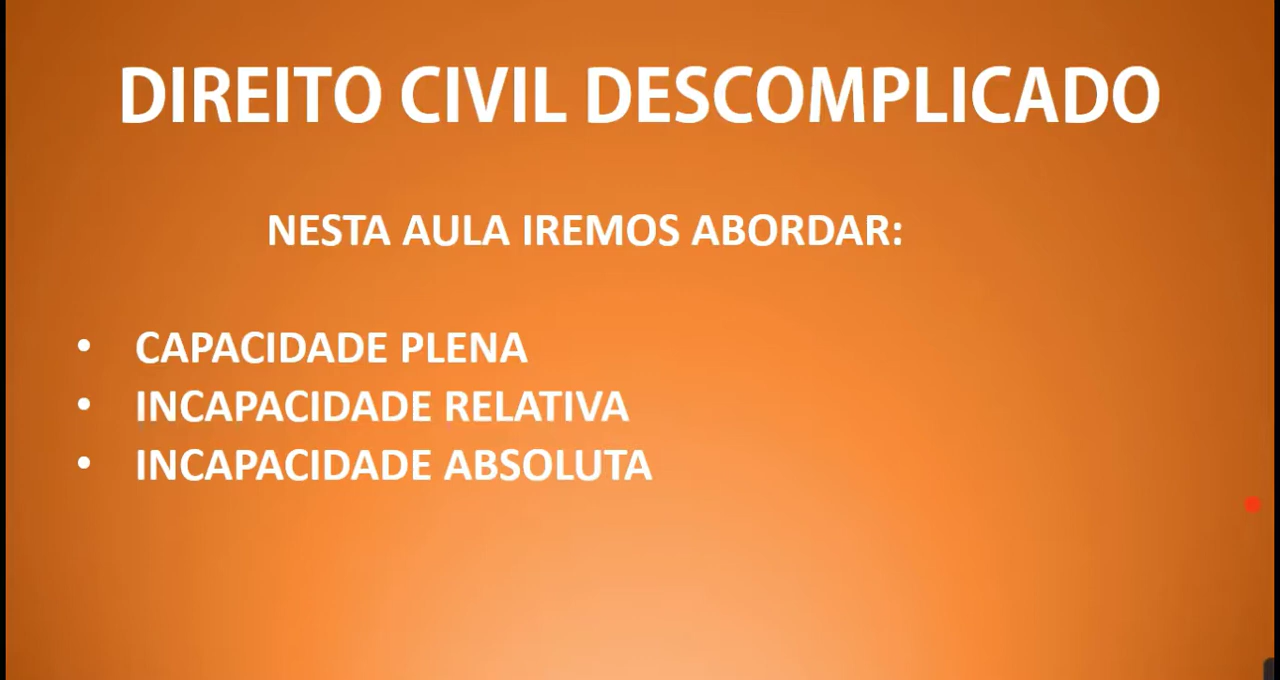 DIREITO CIVIL DESCOMPLICADO
NESTA AULA IREMOS ABORDAR:
• CAPACIDADE PLENA
• INCAPACIDADE RELATIVA
• INCAPACIDADE ABSOLUTA